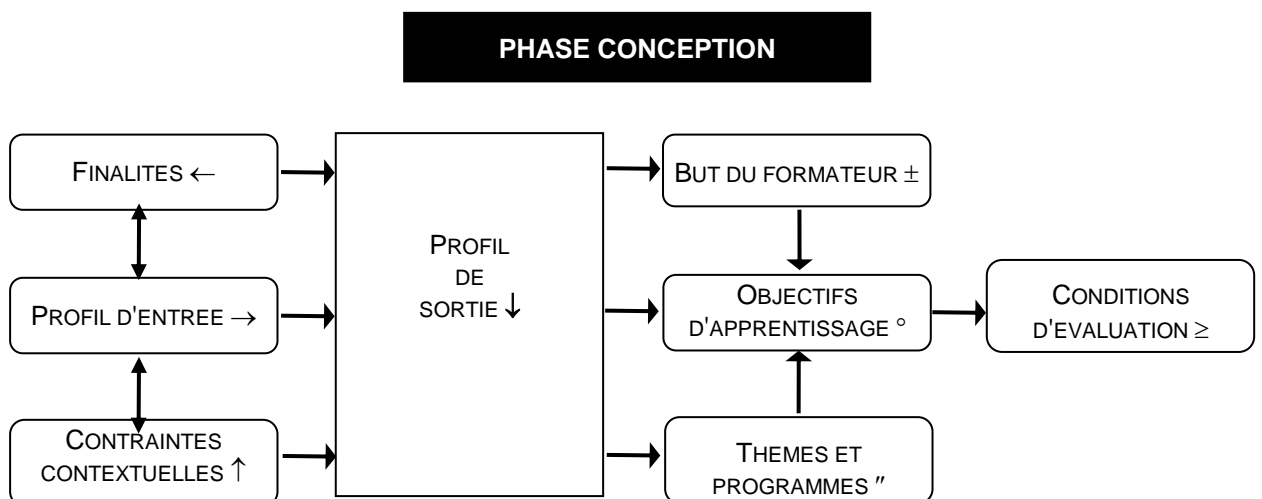 PHASE CONCEPTION
FINALITES ←
BUT DU FORMATEUR ±
PROFIL
DE
SORTIE ↓
PROFIL D'ENTREE →
OBJECTIFS
D'APPRENTISSAGE °
CONDITIONS
D'EVALUATION ≥
CONTRAINTES
CONTEXTUELLES ↑
THEMES ET
PROGRAMMES ″